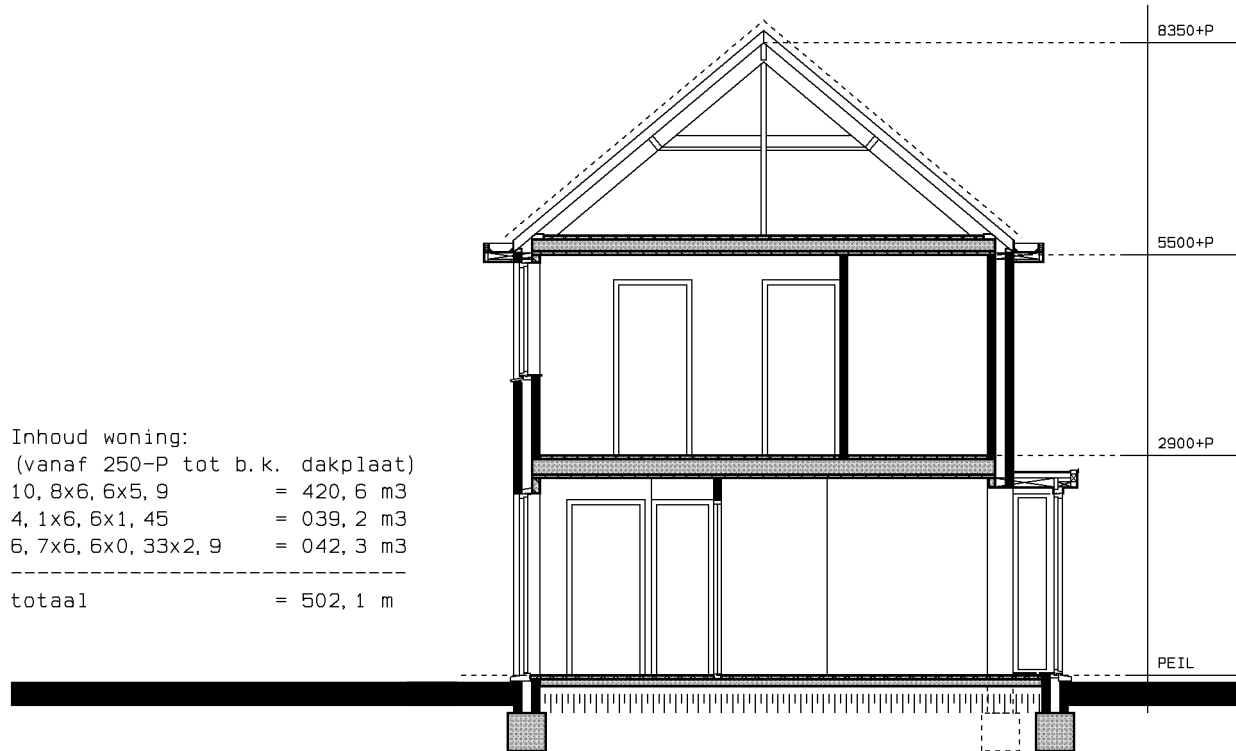 8350+P
5500+P
2900+P
Inhoud woning:
(vanaf 250-P tot b.k. dakplaat)
10,8x6,6x5,9 = 420,6 m3
4,1x6,6x1,45 = 039,2 m3
6,7x6,6x0,33x2,9 = 042,3 m3
-------------------------------
totaal = 502,1 m
PEIL